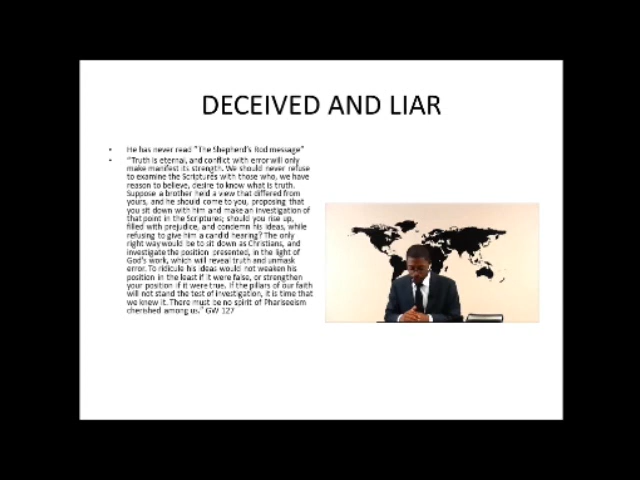 DECEIVED AND LIAR
• He has never read "The Shepherd's Rod message"
• "Truth is eternal, and conflict with error will only
make manifest its strength. We should never refuse
to examine the Scriptures with those who, we have
reason to believe, desire to know what is truth.
Suppose a brother held a view that differed from
yours, and he should come to you, proposing that
you sit down with him and make an investigation of
that point in the Scriptures; should you rise up,
filled with prejudice, and condemn his ideas, while
refusing to give him a candid hearing? The only
right way would be to sit down as Christians, and
investigate the position presented, in the light of
God's work, which will reveal truth and unmask
error. To ridicule his ideas would not weaken his
position in the least if it were false, or strengthen
your position if it were true. If the pillars of our faith
will not stand the test of investigation, it is time that
we knew it. There must be no spirit of Phariseeism
cherished among us." GW 127